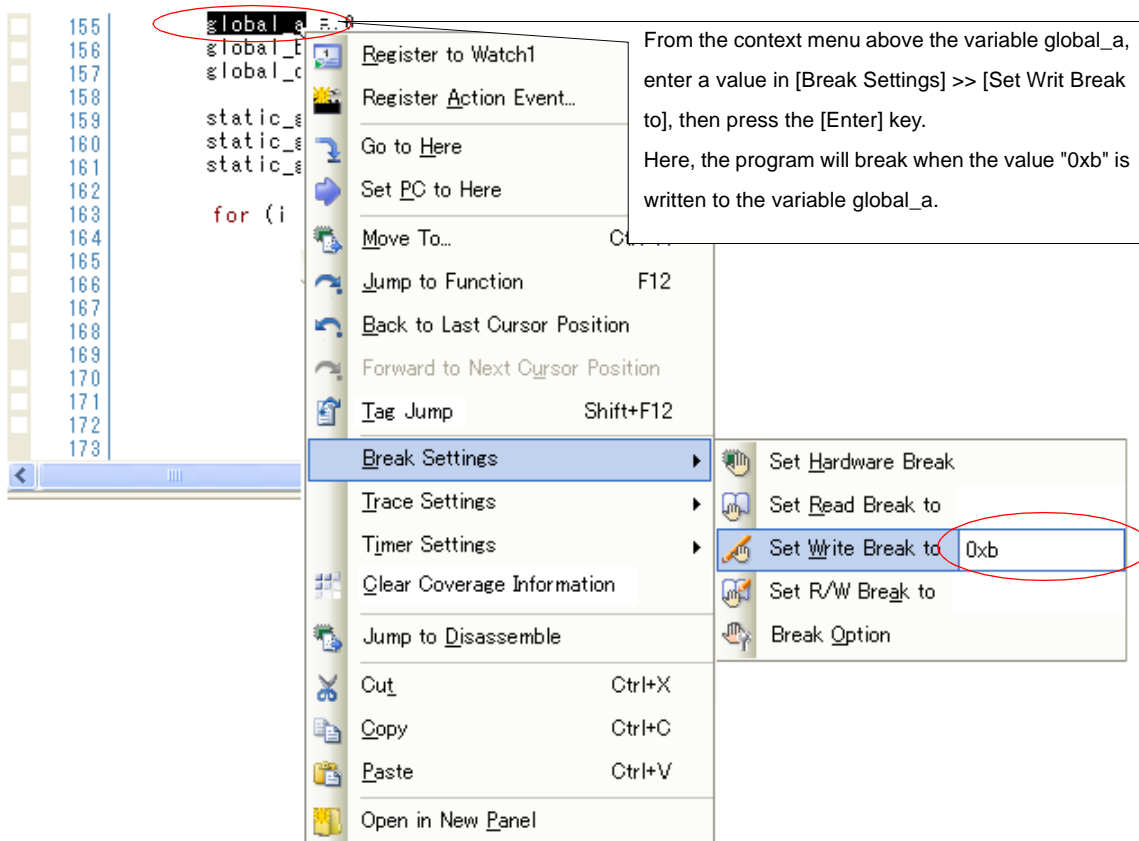 155 global_a = 0
156 global_b
157 global_c
158
159 static_g
160 static_g
161 static_g
162
163 for (i
164
165
166
167
168
169
170
171
172
173
From the context menu above the variable global_a,
enter a value in [Break Settings] >> [Set Writ Break
to], then press the [Enter] key.
Here, the program will break when the value "0xb" is
written to the variable global_a.
Register to Watch1
Register Action Event...
Go to Here
Set PC to Here
Move To...
Jump to Function F12
Back to Last Cursor Position
Forward to Next Cursor Position
Tag Jump Shift+F12
Break Settings
Trace Settings
Timer Settings
Clear Coverage Information
Jump to Disassemble
Cut Ctrl+X
Copy Ctrl+C
Paste Ctrl+V
Open in New Panel
Set Hardware Break
Set Read Break to
Set Write Break to 0xb
Set R/W Break to
Break Option